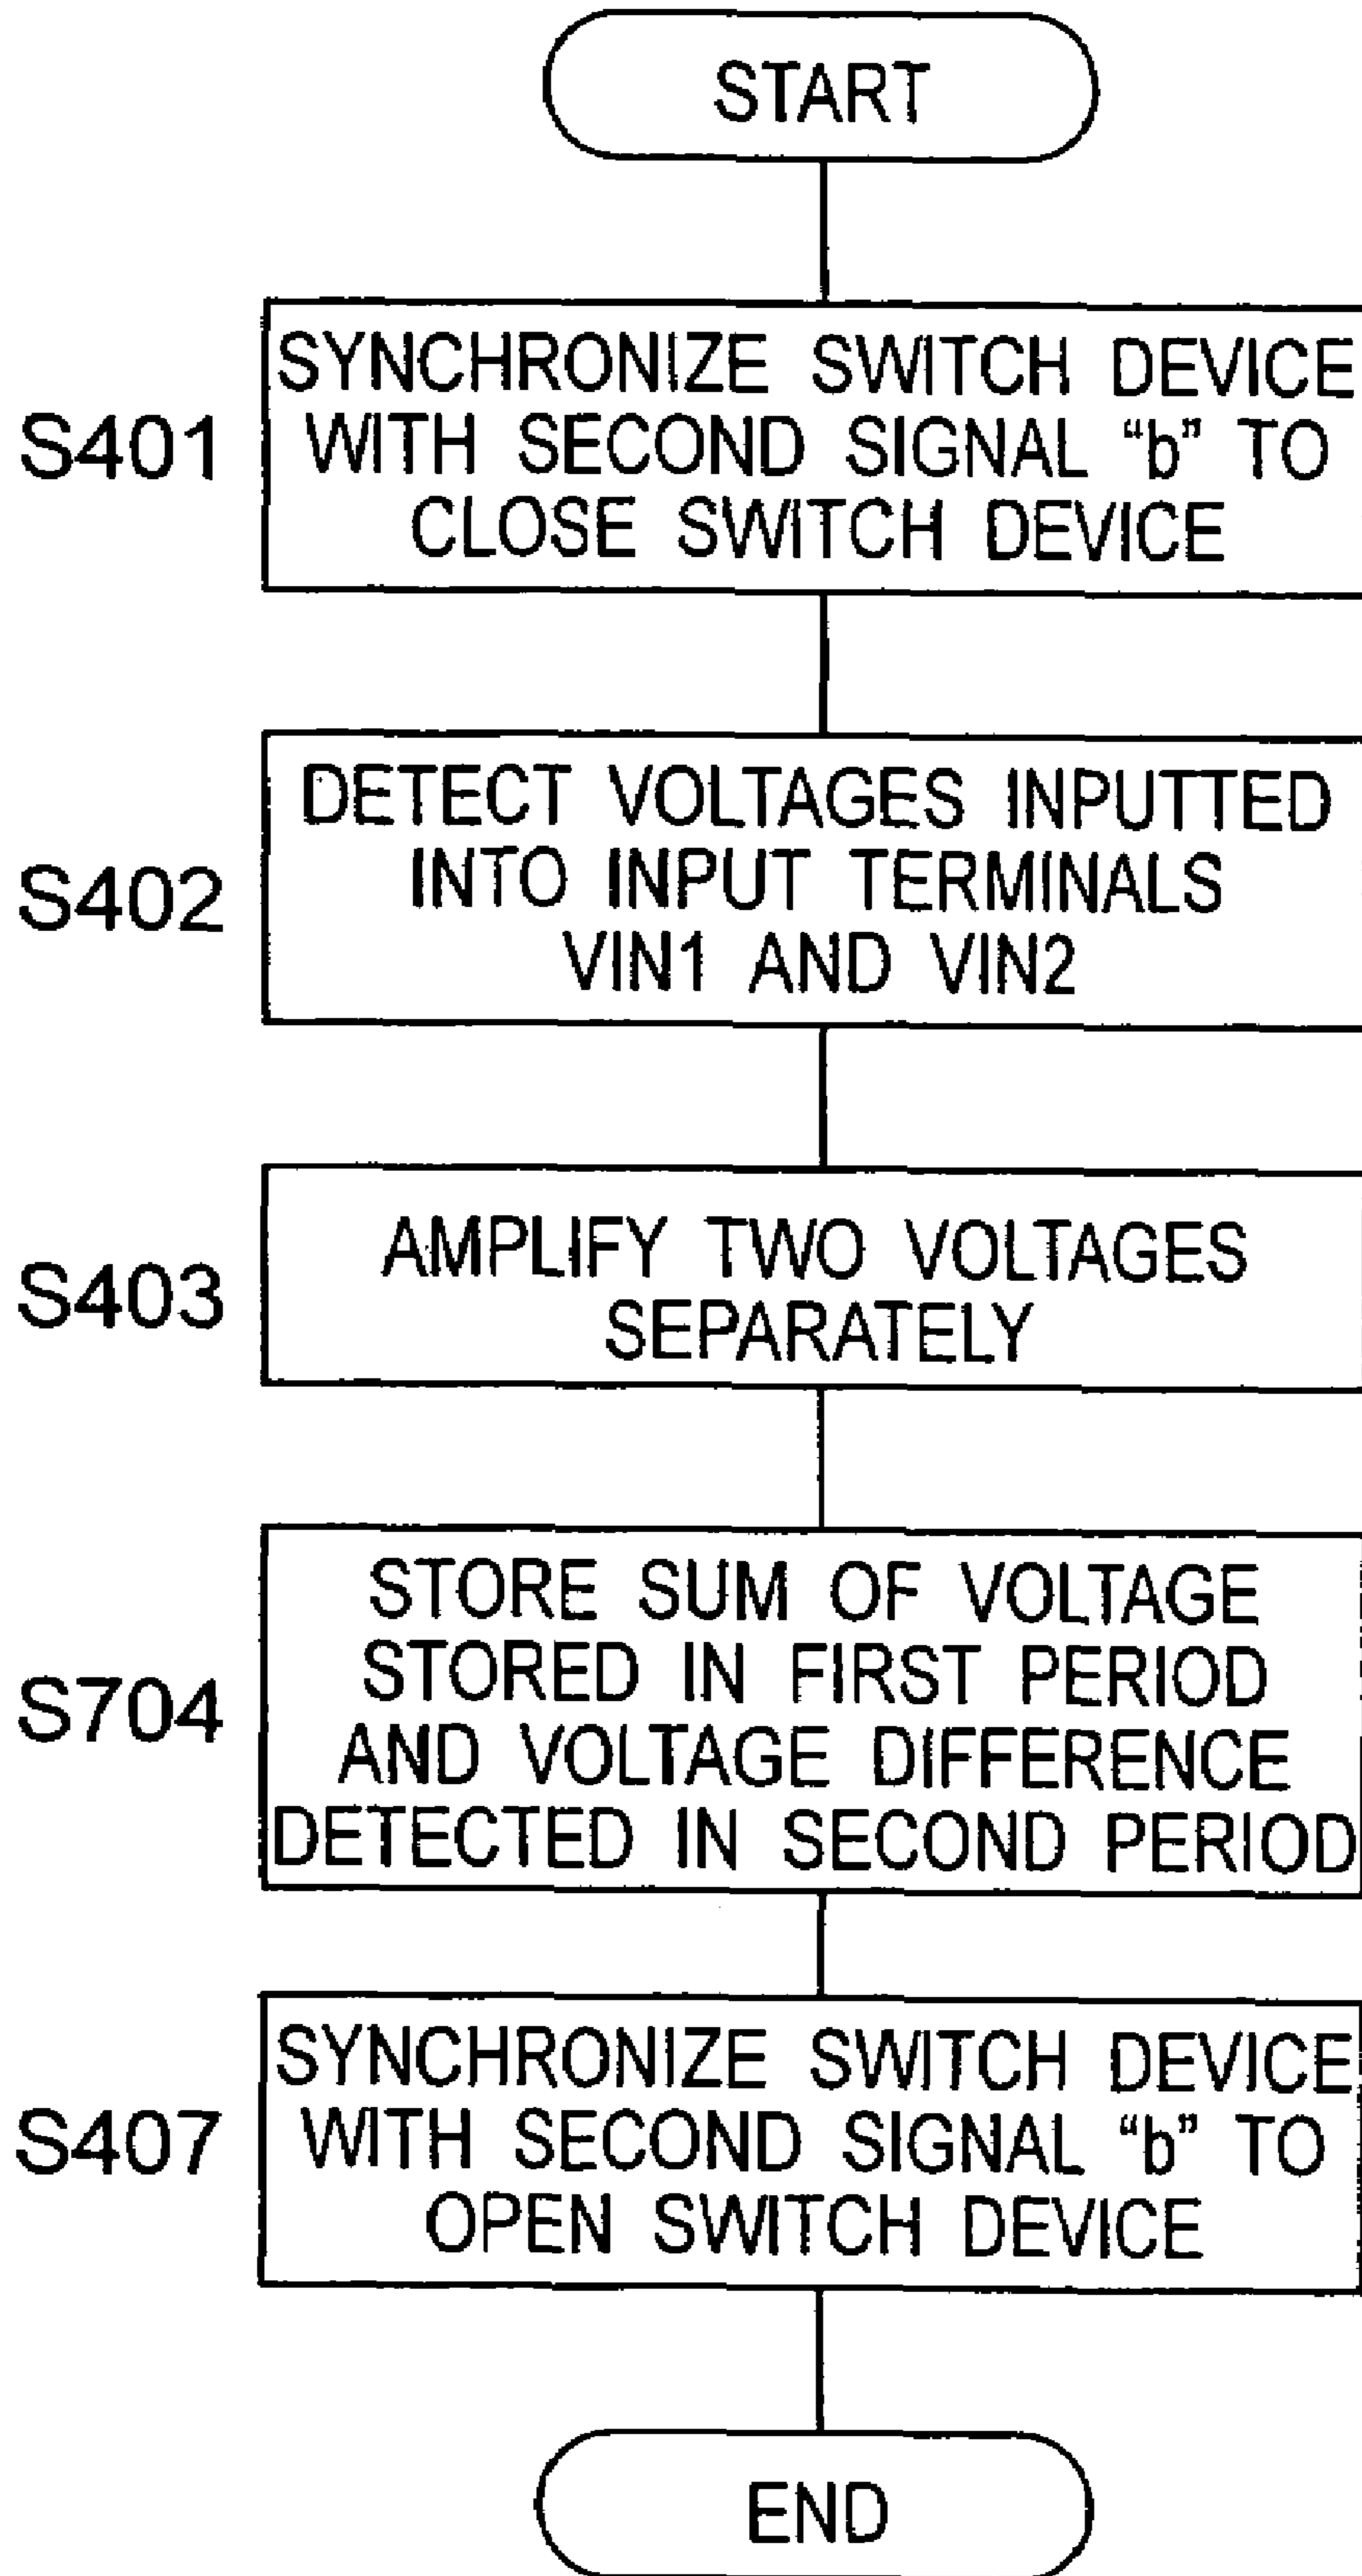 START
S401
SYNCHRONIZE SWITCH DEVICE
WITH SECOND SIGNAL “b” TO
CLOSE SWITCH DEVICE
S402
DETECT VOLTAGES INPUTTED
INTO INPUT TERMINALS
VIN1 AND VIN2
S403
AMPLIFY TWO VOLTAGES
SEPARATELY
S704
STORE SUM OF VOLTAGE
STORED IN FIRST PERIOD
AND VOLTAGE DIFFERENCE
DETECTED IN SECOND PERIOD
S407
SYNCHRONIZE SWITCH DEVICE
WITH SECOND SIGNAL “b” TO
OPEN SWITCH DEVICE
END